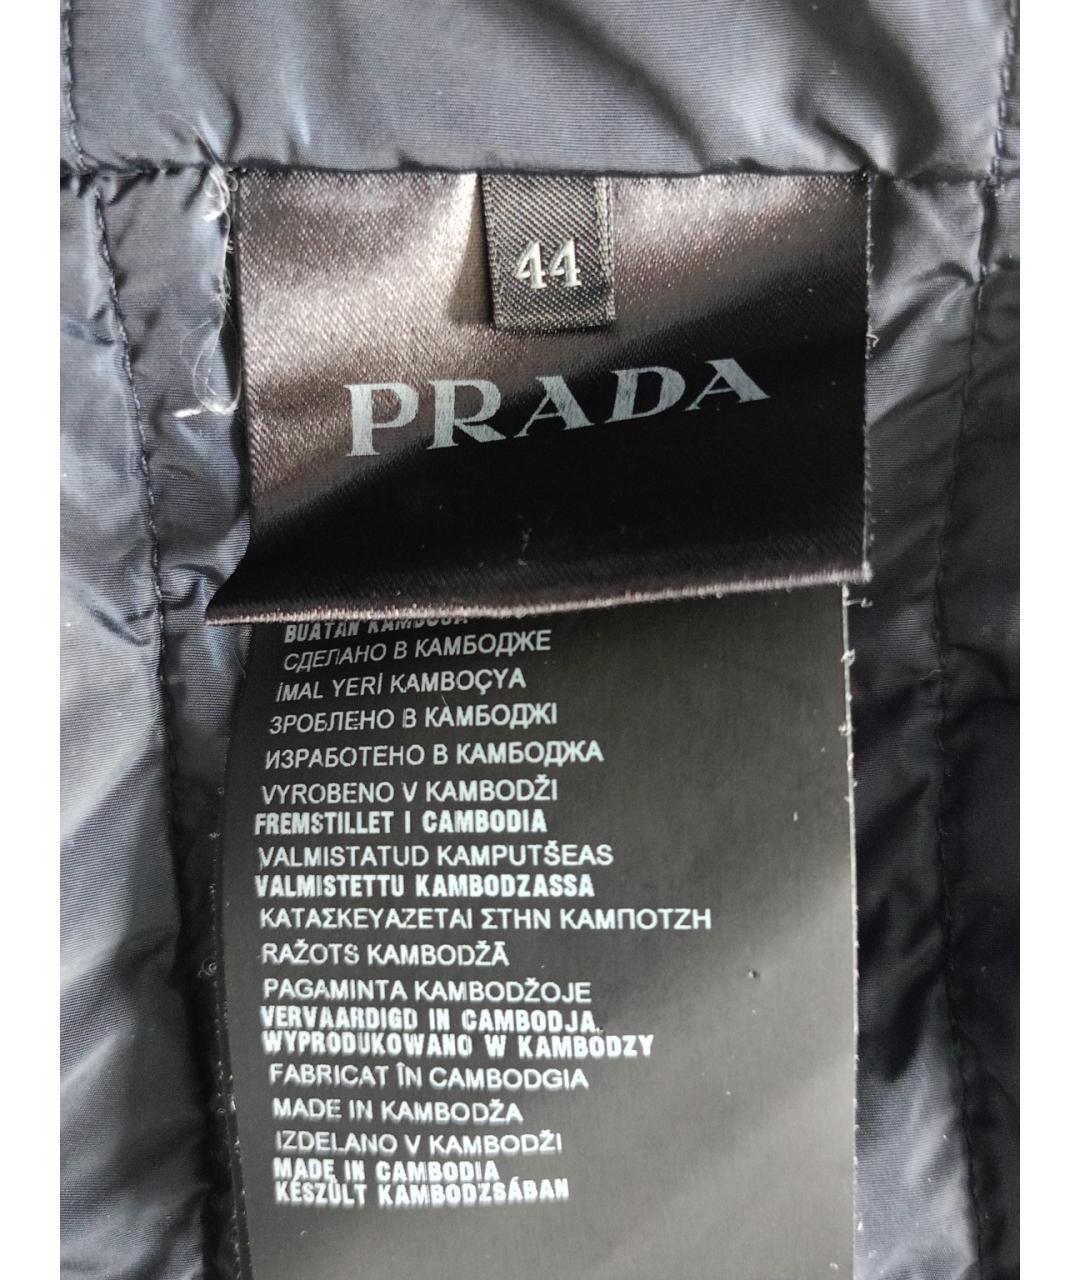 44
PRADA
BUATAN KAMBOJA
СДЕЛАНО В КАМБОДЖЕ
İMAL YERİ KAMBOÇYA
ЗРОБЛЕНО В КАМБОДЖІ
ИЗРАБОТЕНО В КАМБОДЖА
VYROBENO V KAMBODŽI
FREMSTILLET I CAMBODIA
VALMISTATUD KAMPUTŠEAS
VALMISTETTU KAMBODZASSA
ΚΑΤΑΣΚΕΥΑΖΕΤΑΙ ΣΤΗΝ ΚΑΜΠΟΤΖΗ
RAŽOTS KAMBODŽĀ
PAGAMINTA KAMBODŽOJE
VERVAARDIGD IN CAMBODJA
WYPRODUKOWANO W KAMBODZY
FABRICAT ÎN CAMBODGIA
MADE IN KAMBODŽA
IZDELANO V KAMBODŽI
MADE IN CAMBODIA
KÉSZÜLT KAMBODZSÁBAN